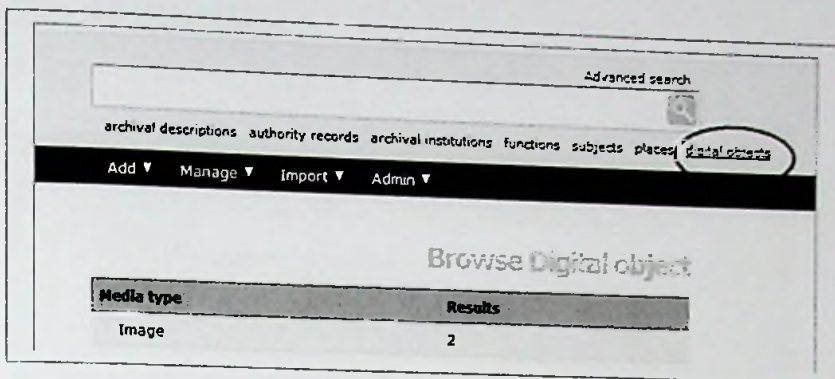 Advanced search
archival descriptions authority records archival institutions functions subjects places digital objects
Add ▼ Manage ▼ Import ▼ Admin ▼
Browse Digital object
Media type Results
Image 2